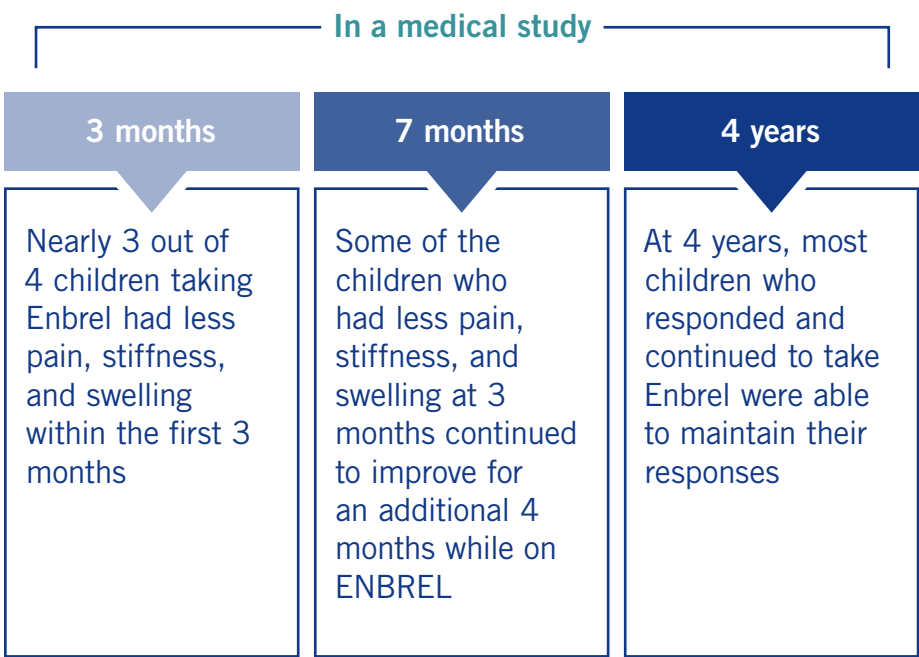 In a medical study
3 months
Nearly 3 out of
4 children taking
Enbrel had less
pain, stiffness,
and swelling
within the first 3
months
7 months
Some of the
children who
had less pain,
stiffness, and
swelling at 3
months continued
to improve for
an additional 4
months while on
ENBREL
4 years
At 4 years, most
children who
responded and
continued to take
Enbrel were able
to maintain their
responses